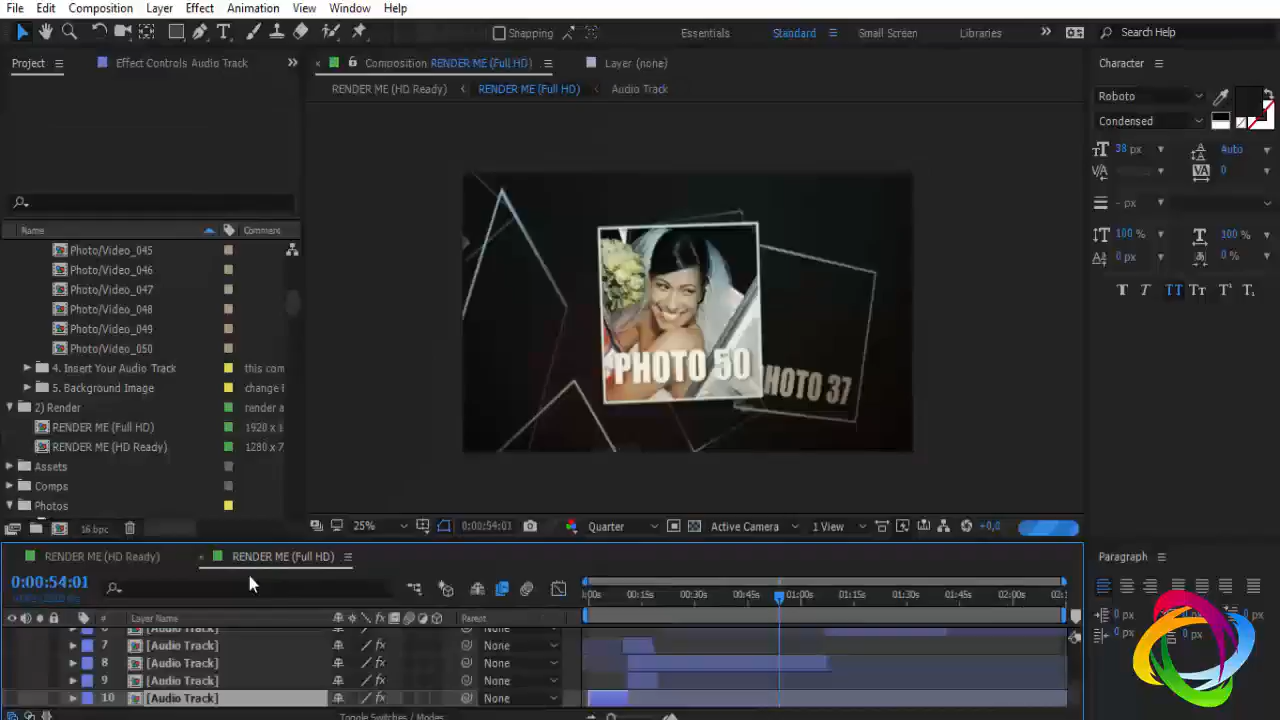 File Edit Composition Layer Effect Animation View Window Help
Snapping Essentials Standard Small Screen Libraries Search Help
Project Effect Controls Audio Track Composition RENDER ME (Full HD) Layer (none) Character
RENDER ME (HD Ready) RENDER ME (Full HD) Audio Track
Roboto
Condensed
38 px Auto
0
- px
100 % 100 %
0 px 0 %
Name Comment
Photo/Video_045
Photo/Video_046
Photo/Video_047
Photo/Video_048
Photo/Video_049
Photo/Video_050
4. Insert Your Audio Track this com
5. Background Image change E
2) Render render a
RENDER ME (Full HD) 1920 x 1
RENDER ME (HD Ready) 1280 x 7
Assets
Comps
Photos
PHOTO 50
HOTO 37
16 bpc 25% 0:00:54:01 Quarter Active Camera 1 View +0,0
RENDER ME (HD Ready) RENDER ME (Full HD) Paragraph
0:00:54:01
00s 00:15s 00:30s 00:45s 01:00s 01:15s 01:30s 01:45s 02:00s
# Layer Name Parent
[Audio Track] None
7 [Audio Track] None
8 [Audio Track] None
9 [Audio Track] None
10 [Audio Track] None
0 px
0 px 0 px
Toggle Switches / Modes